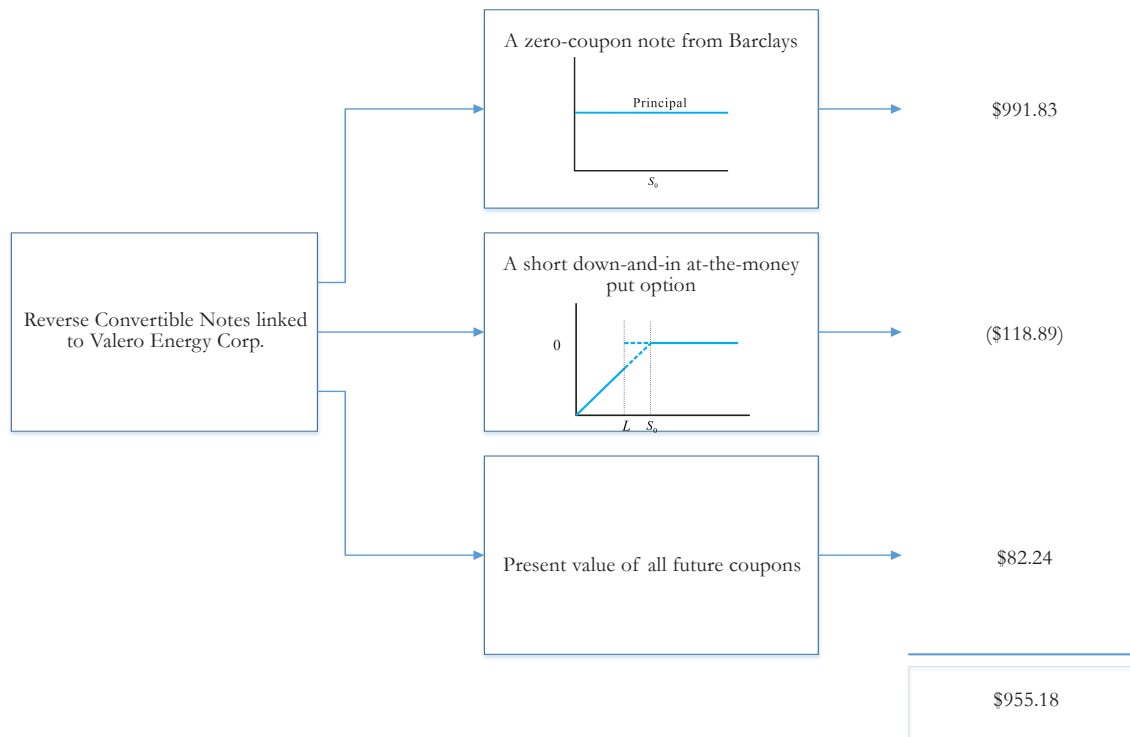 A zero-coupon note from Barclays
Principal
S₀
$991.83
Reverse Convertible Notes linked
to Valero Energy Corp.
A short down-and-in at-the-money
put option
0
L S₀
($118.89)
Present value of all future coupons
$82.24
$955.18